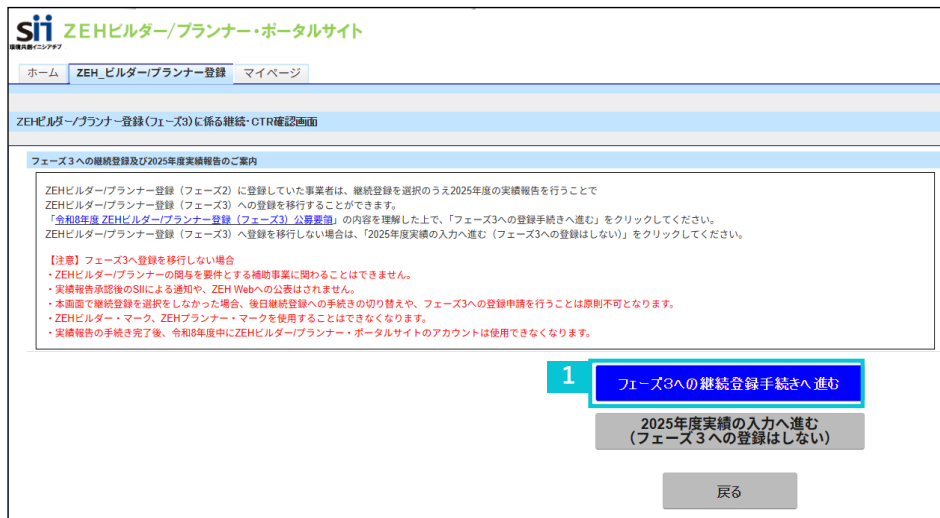 Sii ZEHビルダー/プランナー・ポータルサイト
環境共創イニシアチブ
ホーム ZEH_ビルダー/プランナー登録 マイページ
ZEHビルダー/プランナー登録（フェーズ3）に係る継続・CTR確認画面
フェーズ３への継続登録及び2025年度実績報告のご案内
ZEHビルダー/プランナー登録（フェーズ2）に登録していた事業者は、継続登録を選択のうえ2025年度の実績報告を行うことで
ZEHビルダー/プランナー登録（フェーズ3）への登録を移行することができます。
「令和8年度 ZEHビルダー/プランナー登録（フェーズ3）公募要領」の内容を理解した上で、「フェーズ3への登録手続きへ進む」をクリックしてください。
ZEHビルダー/プランナー登録（フェーズ3）へ登録を移行しない場合は、「2025年度実績の入力へ進む（フェーズ3への登録はしない）」をクリックしてください。
【注意】フェーズ3へ登録を移行しない場合
・ZEHビルダー/プランナーの関与を要件とする補助事業に関わることはできません。
・実績報告承認後のSIIによる通知や、ZEH Webへの公表はされません。
・本画面で継続登録を選択をしなかった場合、後日継続登録への手続きの切り替えや、フェーズ3への登録申請を行うことは原則不可となります。
・ZEHビルダー・マーク、ZEHプランナー・マークを使用することはできなくなります。
・実績報告の手続き完了後、令和8年度中にZEHビルダー/プランナー・ポータルサイトのアカウントは使用できなくなります。
1 フェーズ3への継続登録手続きへ進む
2025年度実績の入力へ進む
（フェーズ３への登録はしない）
戻る